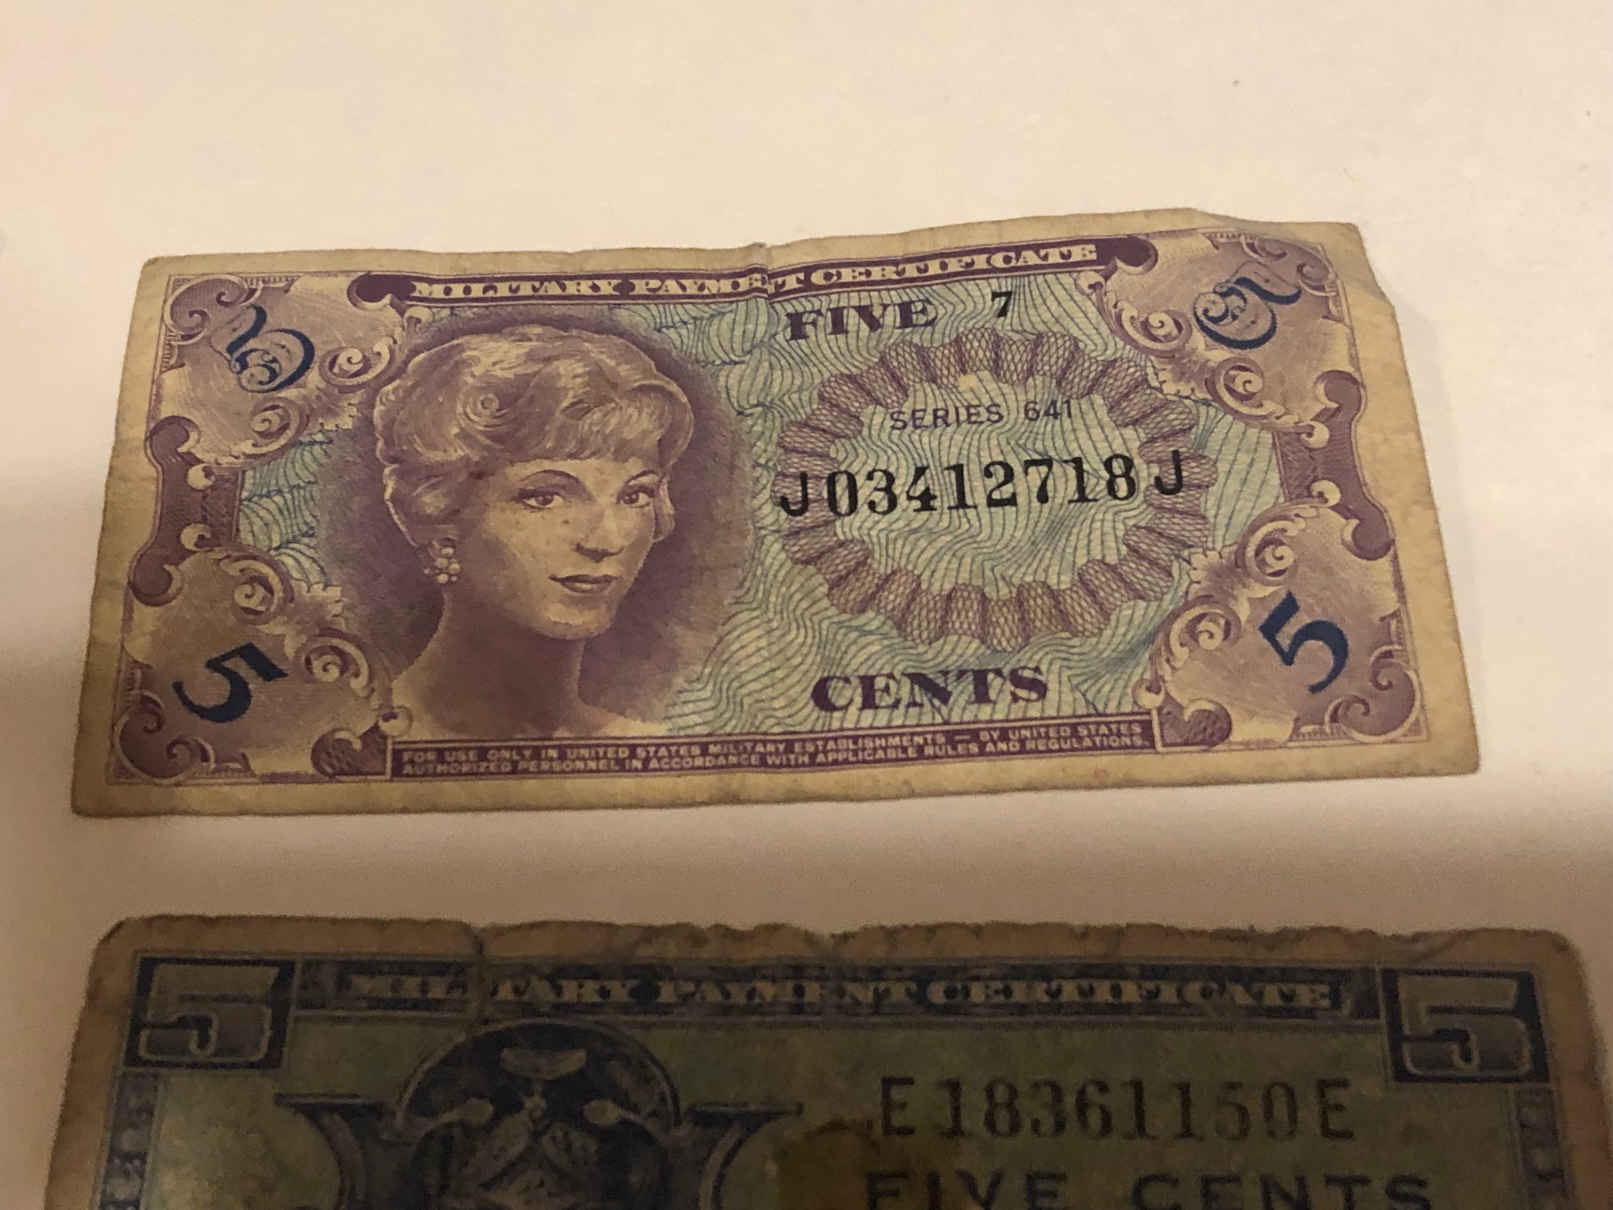 MILITARY PAYMENT CERTIFICATE
5
5
FIVE 7
SERIES 641
J03412718J
5
5
CENTS
FOR USE ONLY IN UNITED STATES MILITARY ESTABLISHMENTS — BY UNITED STATES
AUTHORIZED PERSONNEL IN ACCORDANCE WITH APPLICABLE RULES AND REGULATIONS.
5 MILITARY PAYMENT CERTIFICATE 5
E18361150E
FIVE CENTS